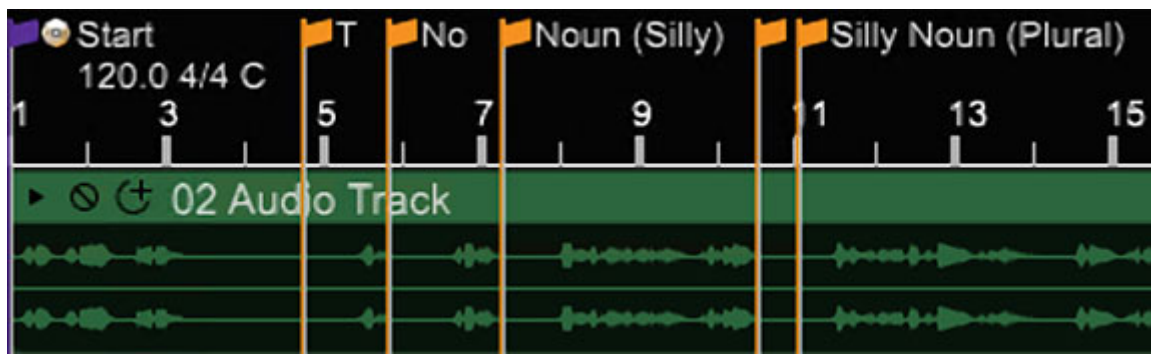 Start T No Noun (Silly) Silly Noun (Plural)
120.0 4/4 C
1 3 5 7 9 11 13 15
02 Audio Track